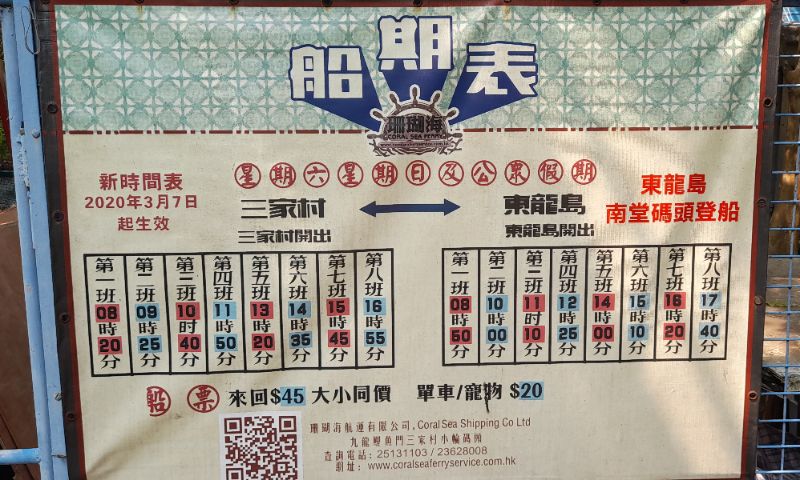 船期表
珊瑚海
CORAL SEA FERRY
www.coralseaferryservice.com.hk
新時間表
2020年3月7日
起生效
星期六星期日及公眾假期
三家村 ↔ 東龍島
三家村開出
東龍島開出
東龍島
南堂碼頭登船
第一班08時20分
第二班09時25分
第三班10时40分
第四班11時50分
第五班13時20分
第六班14時35分
第七班15時45分
第八班16時55分
第一班08時50分
第二班10時00分
第三班11时10分
第四班12時25分
第五班14時00分
第六班15時10分
第七班16時20分
第八班17時40分
船票 來回$45 大小同價 單車/寵物 $20
珊瑚海航運有限公司, Coral Sea Shipping Co Ltd
九龍鯉魚門三家村小輪碼頭
查詢電話: 25131103 / 23628008
網址: www.coralseaferryservice.com.hk